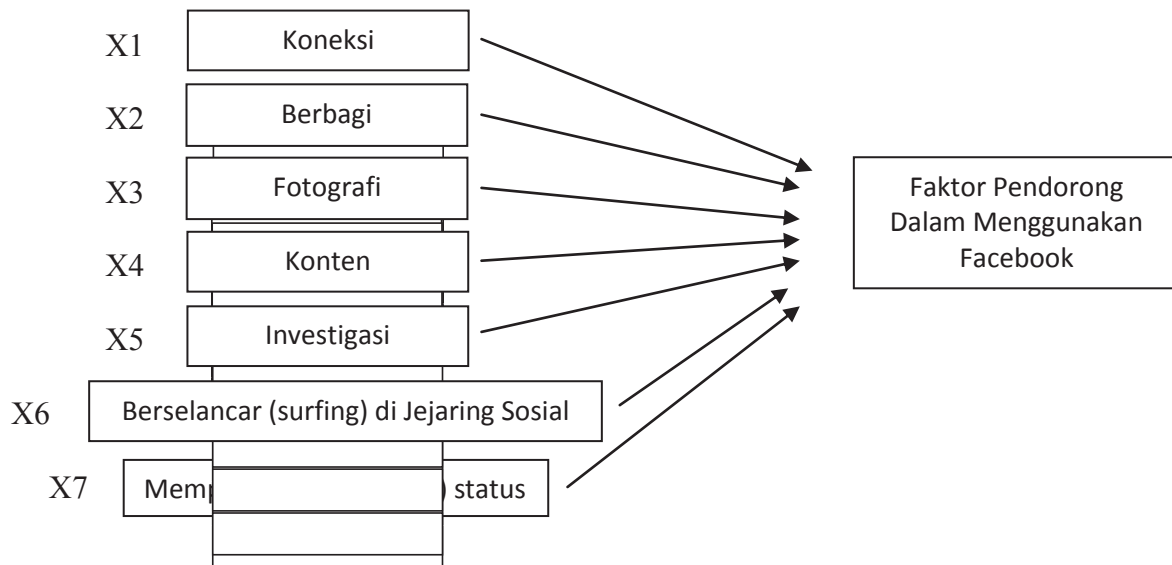 X1 Koneksi
X2 Berbagi
X3 Fotografi
X4 Konten
X5 Investigasi
X6 Berselancar (surfing) di Jejaring Sosial
X7 status
Faktor Pendorong
Dalam Menggunakan
Facebook